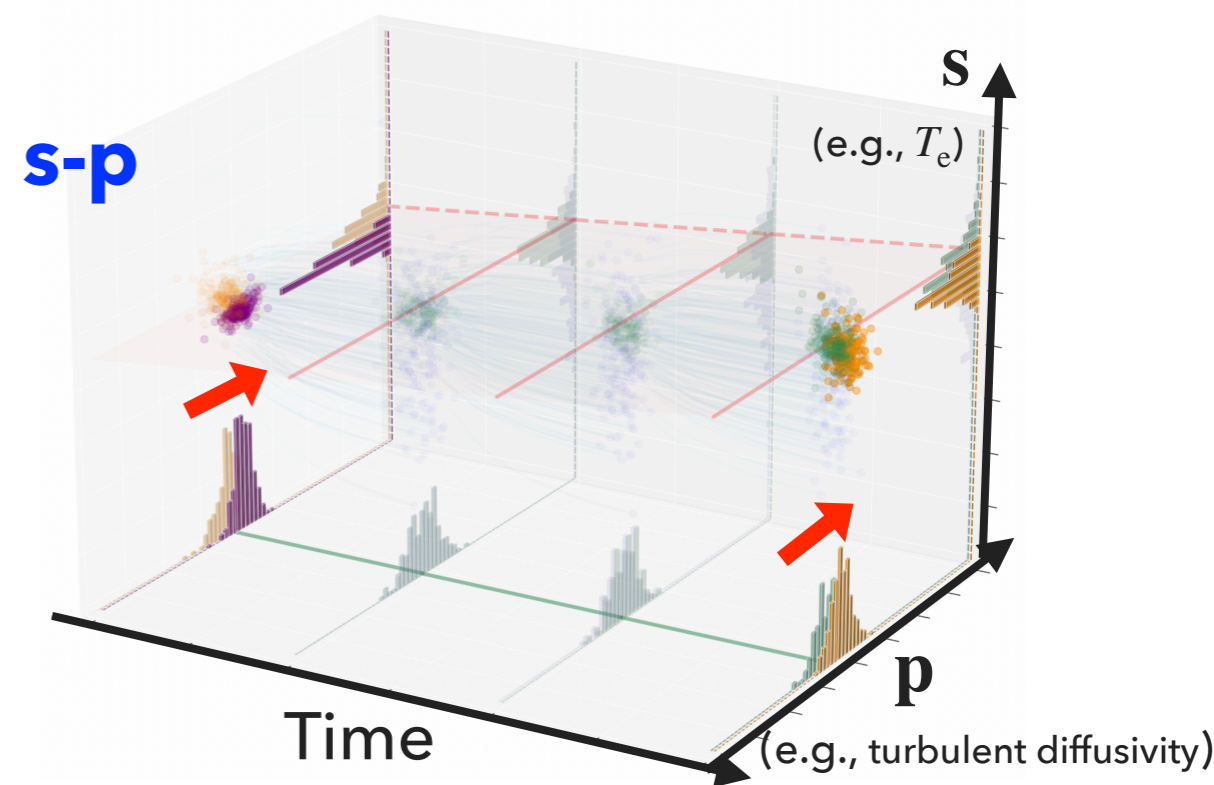 s
(e.g., Te)
s-p
p
Time
(e.g., turbulent diffusivity)